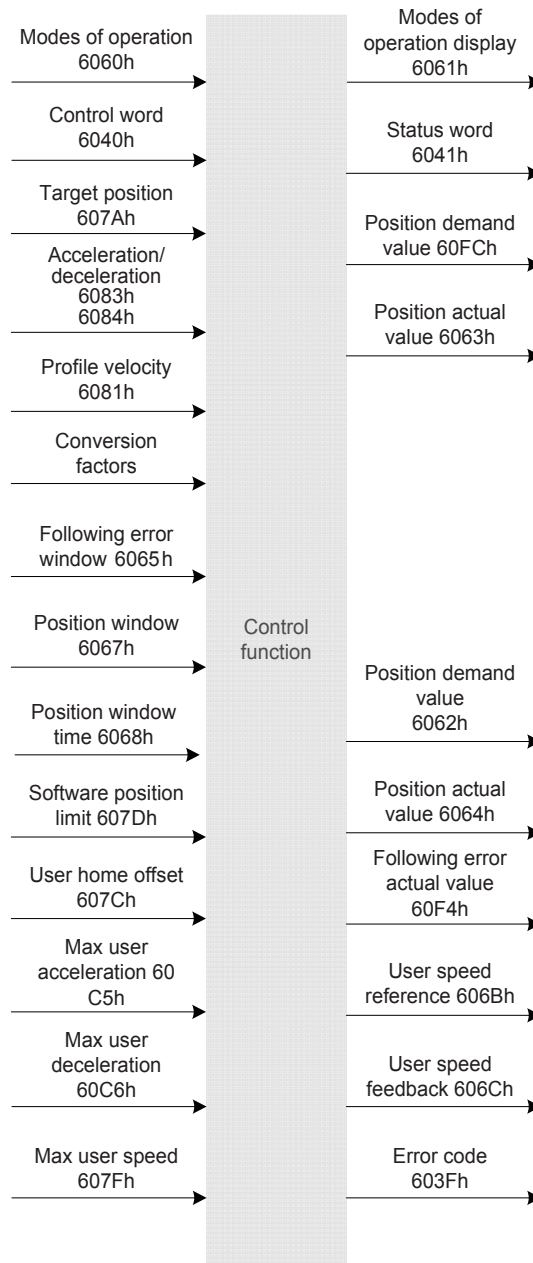 Modes of operation
6060h
Control word
6040h
Target position
607Ah
Acceleration/
deceleration
6083h
6084h
Profile velocity
6081h
Conversion
factors
Following error
window 6065h
Position window
6067h
Position window
time 6068h
Software position
limit 607Dh
User home offset
607Ch
Max user
acceleration 60
C5h
Max user
deceleration
60C6h
Max user speed
607Fh
Control
function
Modes of
operation display
6061h
Status word
6041h
Position demand
value 60FCh
Position actual
value 6063h
Position demand
value
6062h
Position actual
value 6064h
Following error
actual value
60F4h
User speed
reference 606Bh
User speed
feedback 606Ch
Error code
603Fh